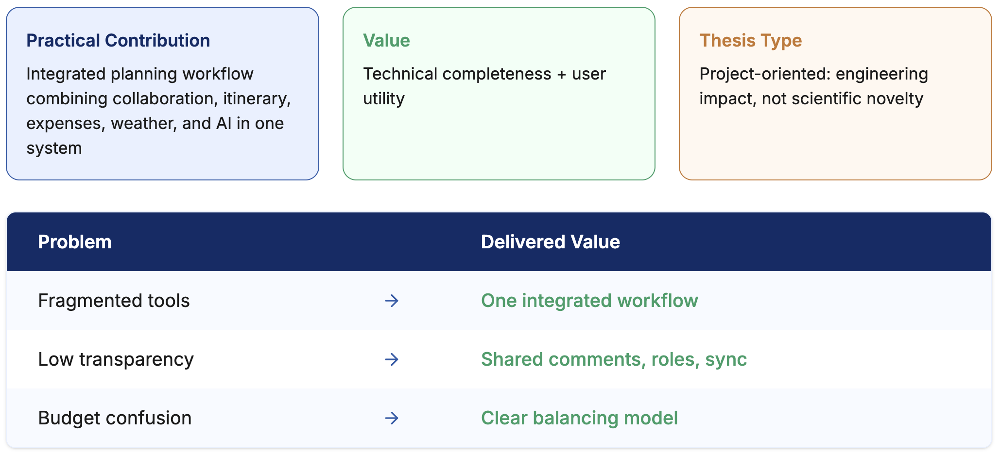 Practical Contribution
Integrated planning workflow
combining collaboration, itinerary,
expenses, weather, and AI in one
system
Value
Technical completeness + user
utility
Thesis Type
Project-oriented: engineering
impact, not scientific novelty
Problem
Delivered Value
Fragmented tools
→
One integrated workflow
Low transparency
→
Shared comments, roles, sync
Budget confusion
→
Clear balancing model